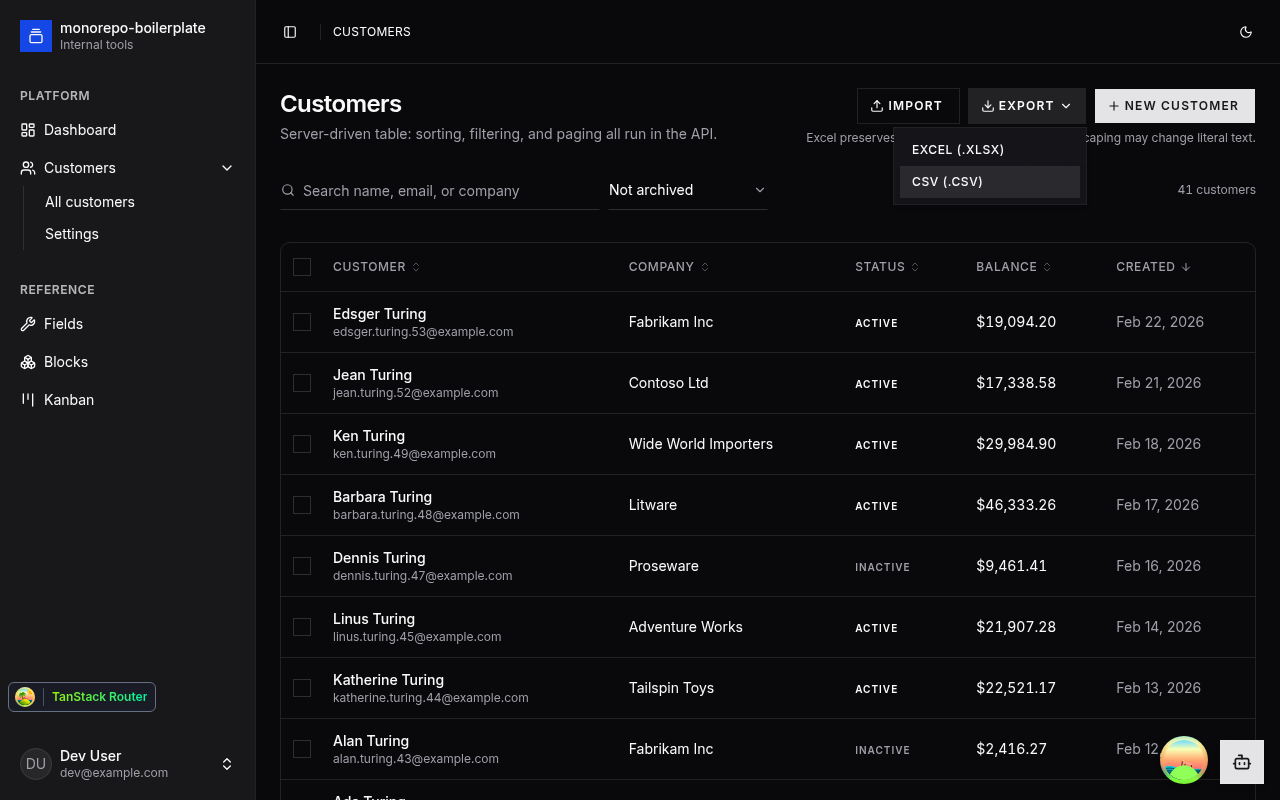 monorepo-boilerplate
Internal tools
PLATFORM
Dashboard
Customers
All customers
Settings
REFERENCE
Fields
Blocks
Kanban
TanStack Router
DU
Dev User
dev@example.com
CUSTOMERS
Customers
Server-driven table: sorting, filtering, and paging all run in the API.
IMPORT
EXPORT
NEW CUSTOMER
Excel preserves
caping may change literal text.
EXCEL (.XLSX)
CSV (.CSV)
Search name, email, or company
Not archived
41 customers
CUSTOMER COMPANY STATUS BALANCE CREATED
Edsger Turing
edsger.turing.53@example.com
Fabrikam Inc ACTIVE $19,094.20 Feb 22, 2026
Jean Turing
jean.turing.52@example.com
Contoso Ltd ACTIVE $17,338.58 Feb 21, 2026
Ken Turing
ken.turing.49@example.com
Wide World Importers ACTIVE $29,984.90 Feb 18, 2026
Barbara Turing
barbara.turing.48@example.com
Litware ACTIVE $46,333.26 Feb 17, 2026
Dennis Turing
dennis.turing.47@example.com
Proseware INACTIVE $9,461.41 Feb 16, 2026
Linus Turing
linus.turing.45@example.com
Adventure Works ACTIVE $21,907.28 Feb 14, 2026
Katherine Turing
katherine.turing.44@example.com
Tailspin Toys ACTIVE $22,521.17 Feb 13, 2026
Alan Turing
alan.turing.43@example.com
Fabrikam Inc INACTIVE $2,416.27 Feb 12